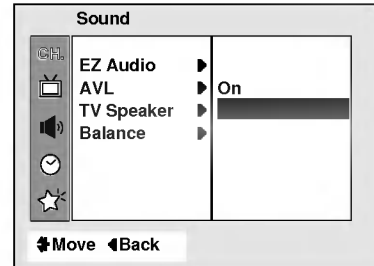 Sound
CH.
EZ Audio
AVL
On
TV Speaker
Balance
Move Back